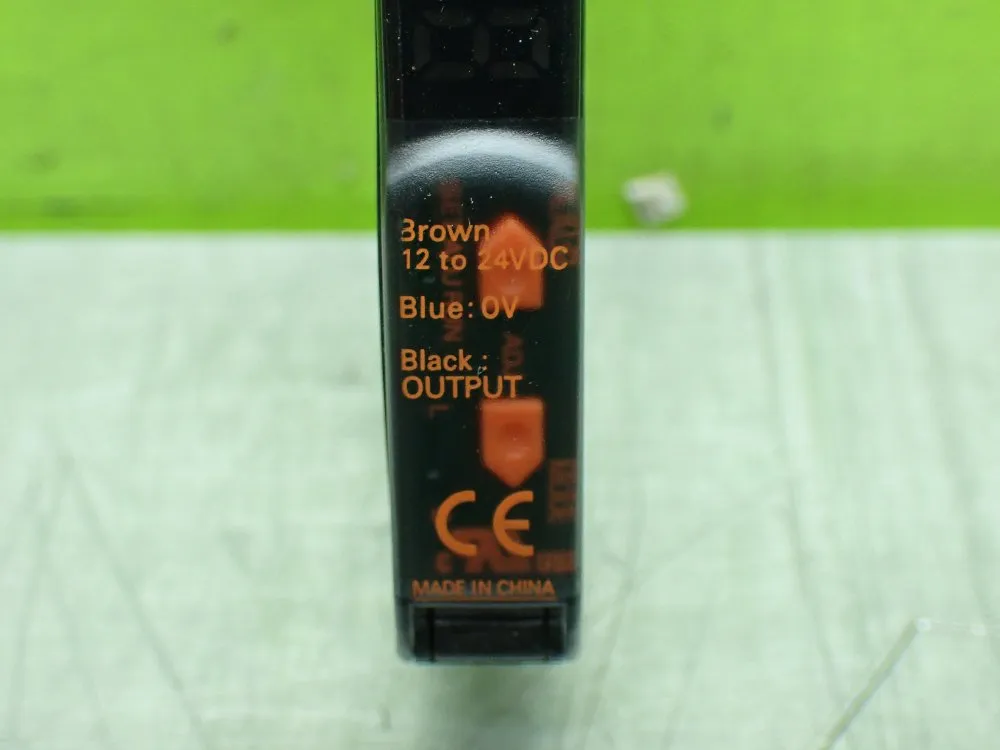 Brown
12 to 24VDC
Blue: 0V
Black :
OUTPUT
CE
MADE IN CHINA